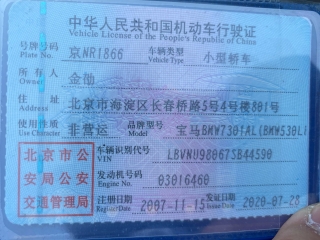 中华人民共和国机动车行驶证
Vehicle License of the People's Republic of China
号牌号码 京NR1866 车辆类型 小型轿车
Plate No. Vehicle Type
所有人 金勋
Owner
住址 北京市海淀区长春桥路5号4号楼801号
Address
使用性质 非营运 品牌型号 宝马BMW7301AL(BMW530Li
Use Character
北京市公 车辆识别代号 LBVNU98067SB44590
VIN
安局公安 发动机号码 03016460
Engine No.
交通管理局 注册日期 2007-11-15 发证日期 2020-07-28
Register Date Issue Date